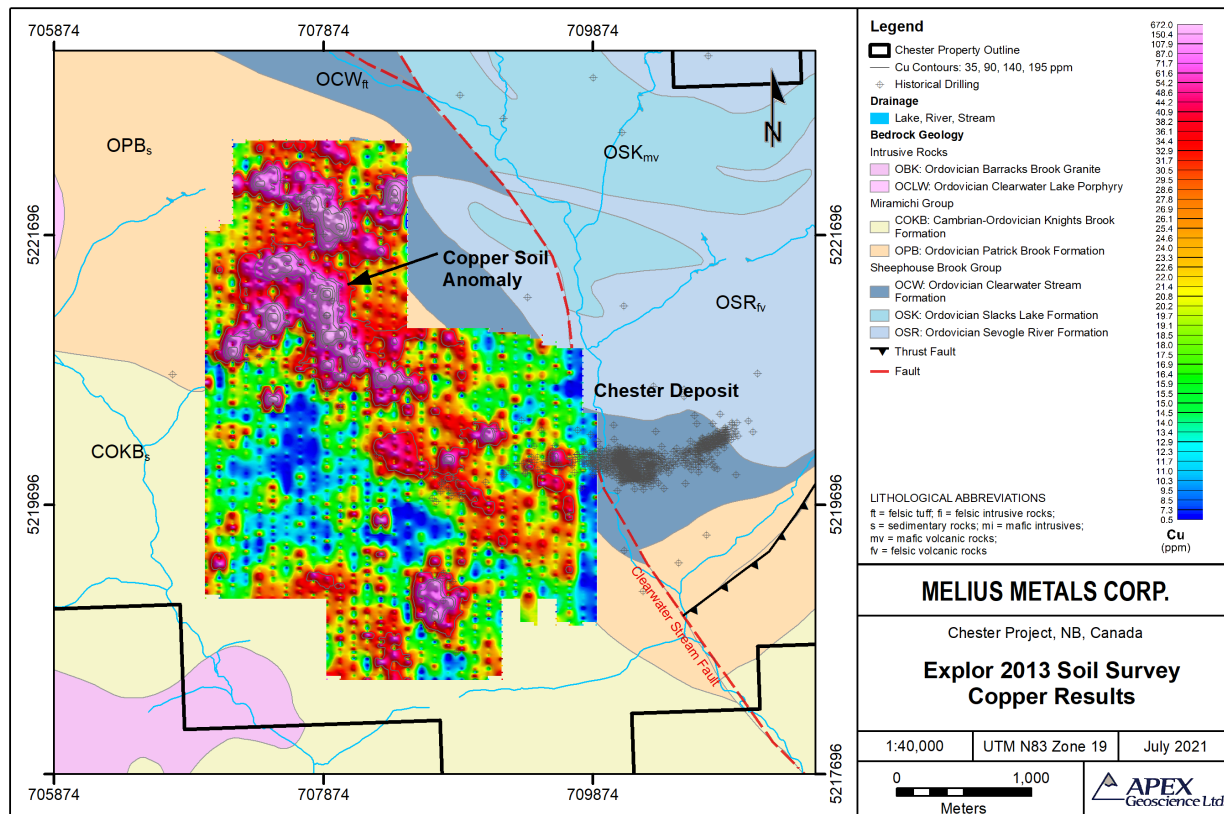 705874
707874
709874
5221696
5219696
5217696
705874
707874
709874
OCWft
OPBs
OSKmv
N
Copper Soil
Anomaly
OSRfv
Chester Deposit
COKBs
Clearwater Stream Fault
Legend
Chester Property Outline
Cu Contours: 35, 90, 140, 195 ppm
Historical Drilling
Drainage
Lake, River, Stream
Bedrock Geology
Intrusive Rocks
OBK: Ordovician Barracks Brook Granite
OCLW: Ordovician Clearwater Lake Porphyry
Miramichi Group
COKB: Cambrian-Ordovician Knights Brook
Formation
OPB: Ordovician Patrick Brook Formation
Sheephouse Brook Group
OCW: Ordovician Clearwater Stream
Formation
OSK: Ordovician Slacks Lake Formation
OSR: Ordovician Sevogle River Formation
Thrust Fault
Fault
LITHOLOGICAL ABBREVIATIONS
ft = felsic tuff; fi = felsic intrusive rocks;
s = sedimentary rocks; mi = mafic intrusives;
mv = mafic volcanic rocks;
fv = felsic volcanic rocks
672.0
150.4
107.9
87.0
71.7
61.6
54.2
48.6
44.2
40.9
38.2
36.1
34.4
32.9
31.7
30.5
29.5
28.6
27.8
26.9
26.1
25.4
24.6
24.0
23.3
22.6
22.0
21.4
20.8
20.2
19.7
19.1
18.5
18.0
17.5
16.9
16.4
15.9
15.5
15.0
14.5
14.0
13.4
12.9
12.3
11.7
11.0
10.3
9.5
8.5
7.3
0.5
Cu
(ppm)
MELIUS METALS CORP.
Chester Project, NB, Canada
Explor 2013 Soil Survey
Copper Results
1:40,000
UTM N83 Zone 19
July 2021
0
1,000
Meters
APEX
Geoscience Ltd